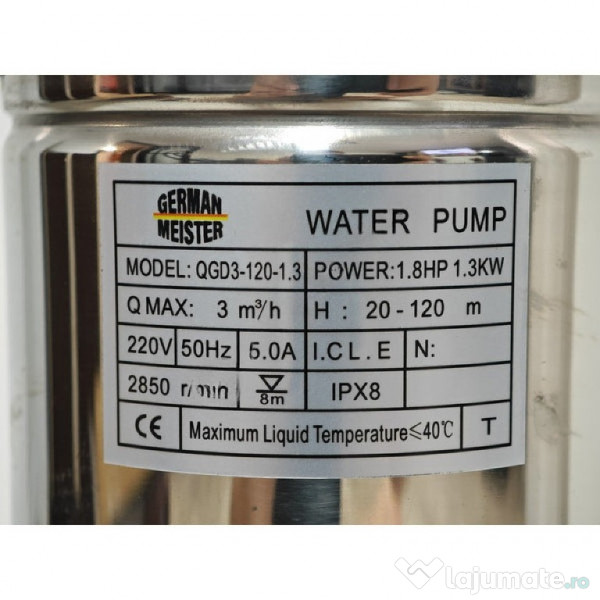 GERMAN
MEISTER
WATER PUMP
MODEL: QGD3-120-1.3 POWER:1.8HP 1.3KW
Q MAX: 3 m³/h H : 20-120 m
220V 50Hz 5.0A I.CL.E N:
2850 r/min 8m IPX8
CE Maximum Liquid Temperature≤40℃ T
Lajumate.ro